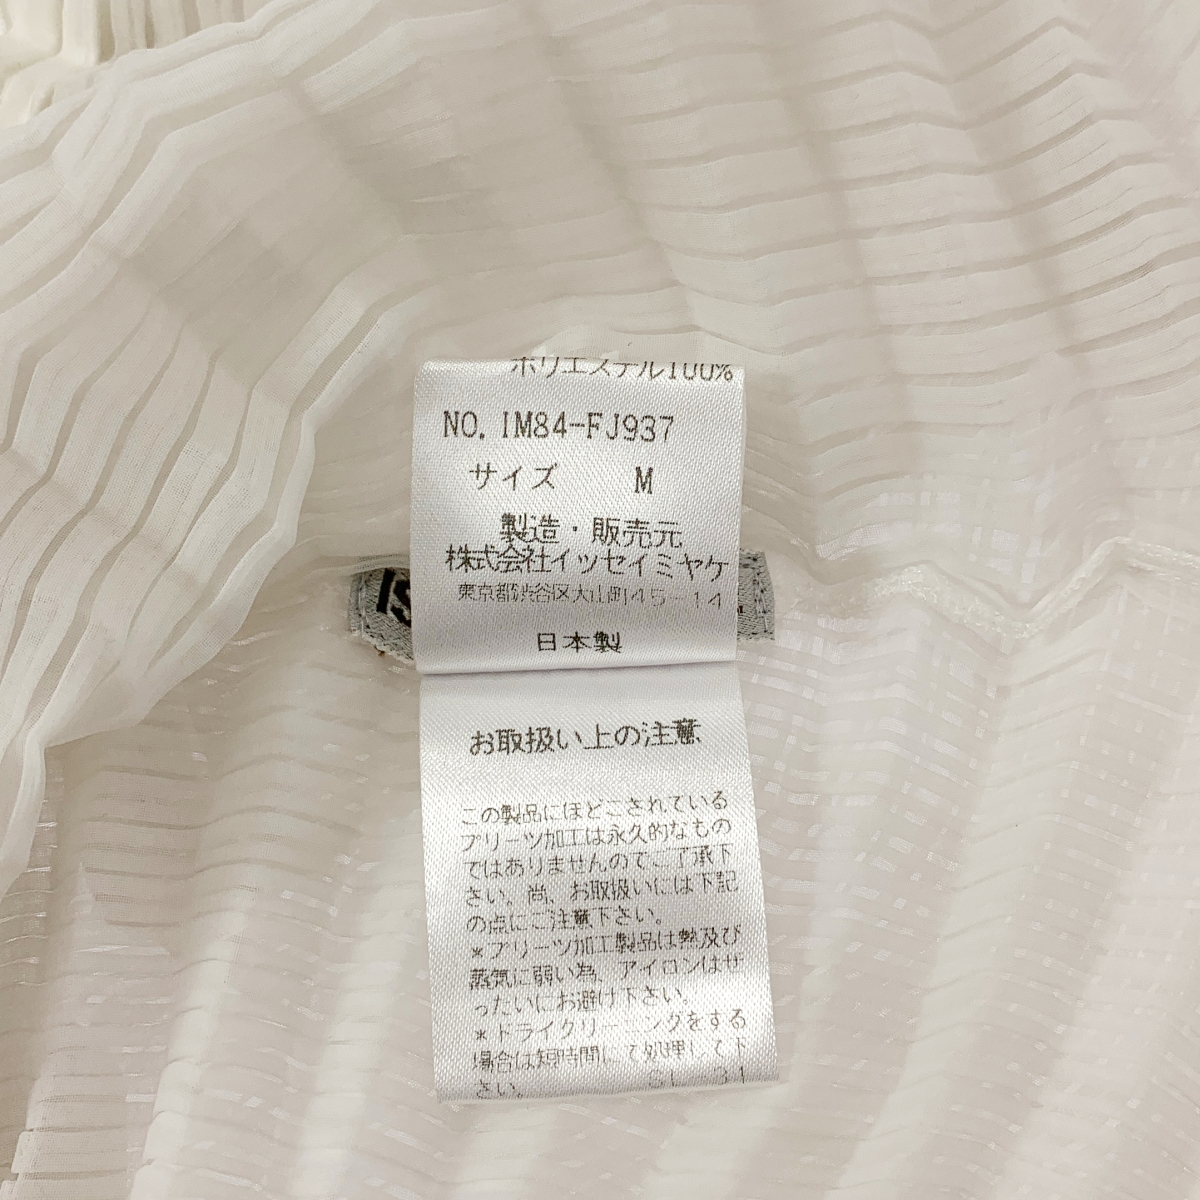 ポリエステル100%
NO. IM84-FJ937
サイズ M
製造・販売元
株式会社イッセイミヤケ
IS
東京都渋谷区大山町45-14
日本製
お取扱い上の注意
この製品にほどこされている
プリーツ加工は永久的なもの
ではありませんのでご了承下
さい。尚、お取扱いには下記
の点にご注意下さい。
*プリーツ加工製品は熱及び
蒸気に弱い為、アイロンはぜ
ったいにお避け下さい。
*ドライクリーニングをする
場合は短時間にて処理して下
さい。